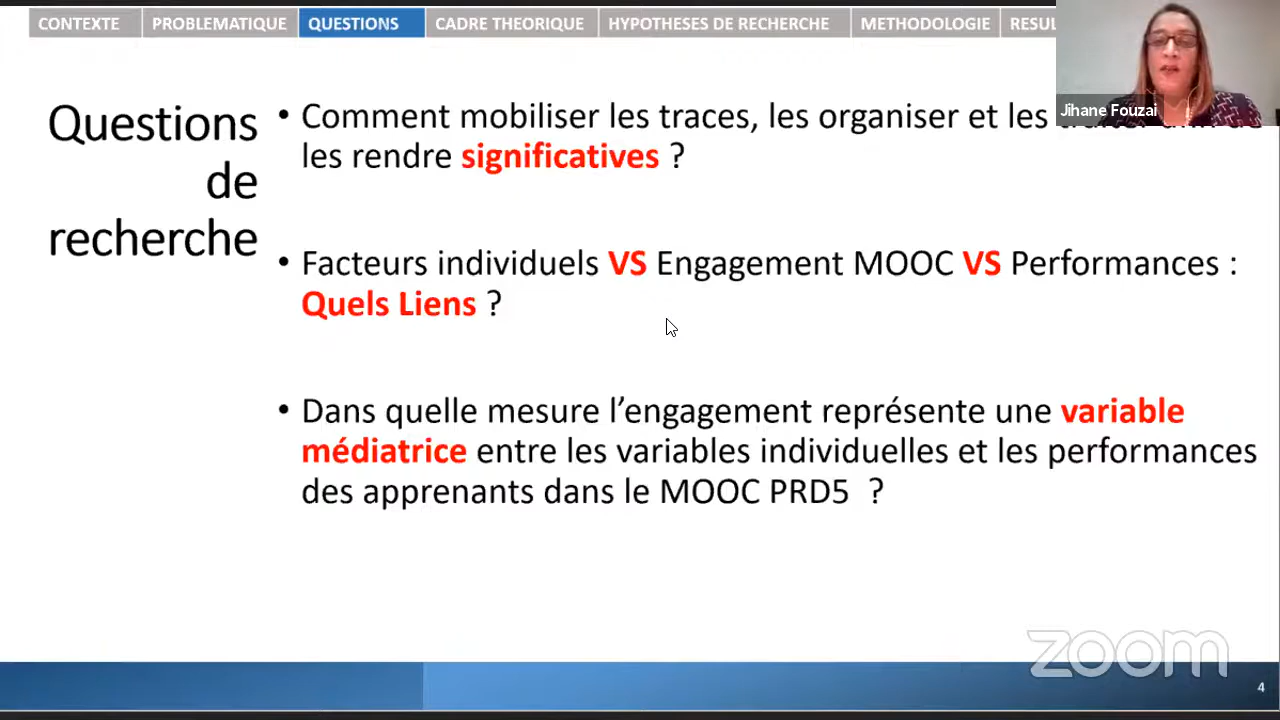 CONTEXTE PROBLEMATIQUE QUESTIONS CADRE THEORIQUE HYPOTHESES DE RECHERCHE METHODOLOGIE
Jihane Fouzai
Questions
de
recherche
• Comment mobiliser les traces, les organiser et les
les rendre significatives ?
• Facteurs individuels VS Engagement MOOC VS Performances :
Quels Liens ?
• Dans quelle mesure l’engagement représente une variable
médiatrice entre les variables individuelles et les performances
des apprenants dans le MOOC PRD5 ?
zoom
4